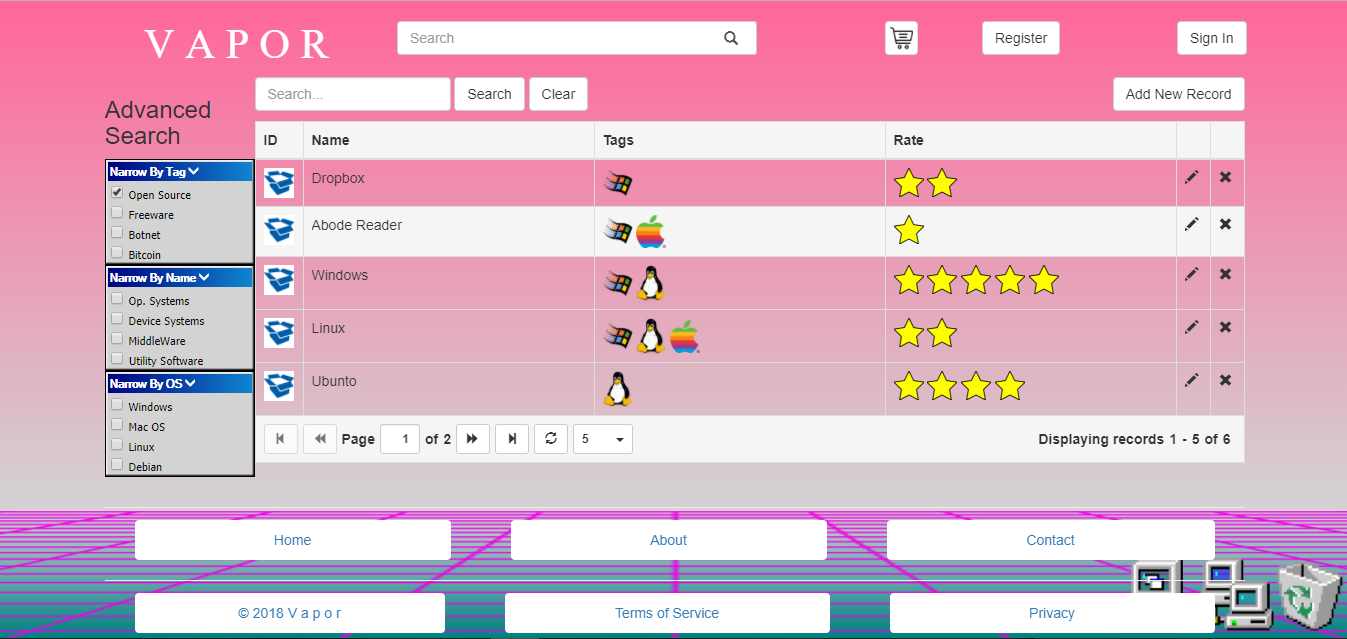 V A P O R
Search
Register
Sign In
Advanced
Search
Search...
Search
Clear
Add New Record
ID Name Tags Rate
Narrow By Tag
Open Source
Freeware
Botnet
Bitcoin
Narrow By Name
Op. Systems
Device Systems
MiddleWare
Utility Software
Narrow By OS
Windows
Mac OS
Linux
Debian
Dropbox
Abode Reader
Windows
Linux
Ubunto
Page 1 of 2 5 Displaying records 1 - 5 of 6
Home About Contact
© 2018 V a p o r Terms of Service Privacy